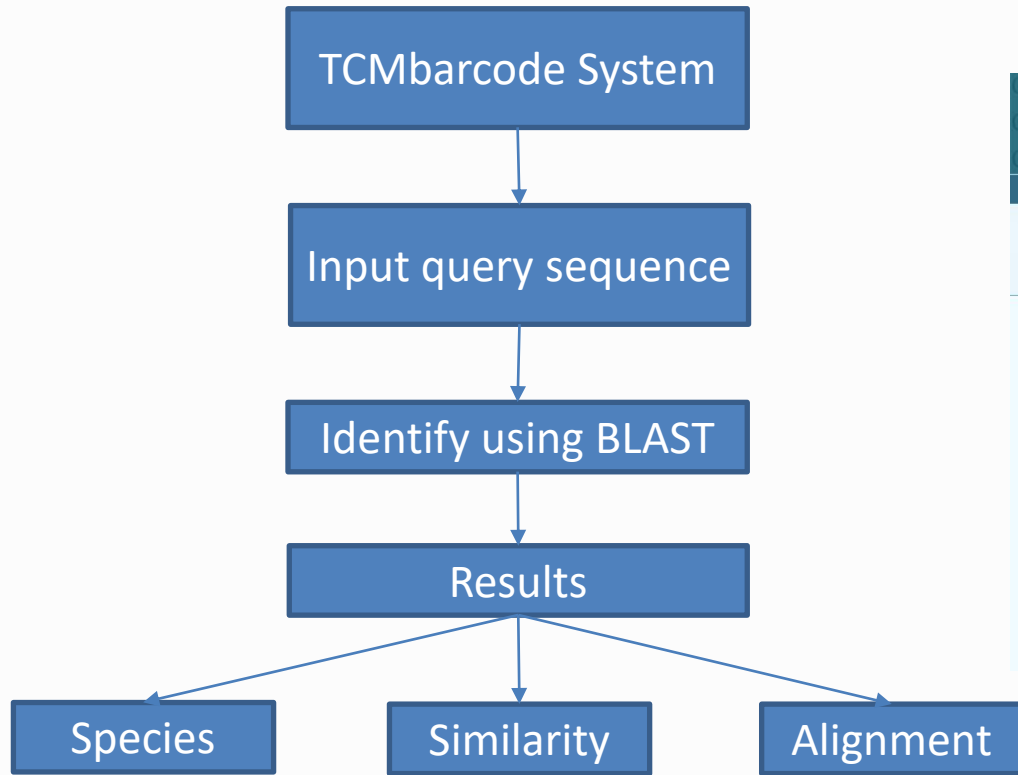 TCMbarcode System
Input query sequence
Identify using BLAST
Results
Species
Similarity
Alignment